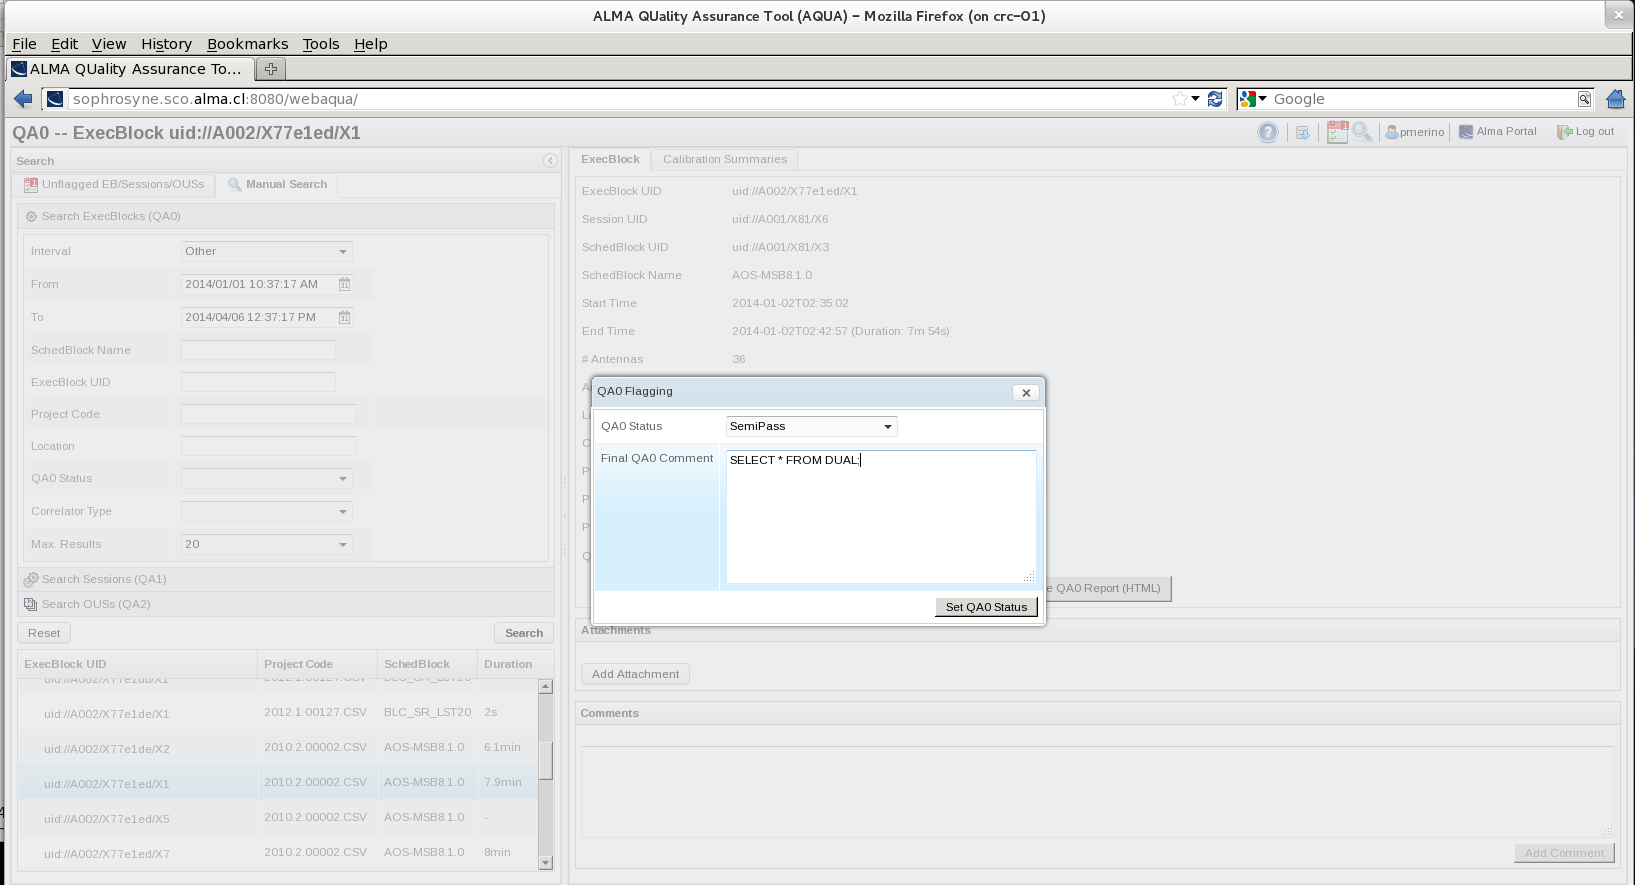 ALMA QUality Assurance Tool (AQUA) – Mozilla Firefox (on crc–01)
File Edit View History Bookmarks Tools Help
ALMA QUality Assurance To...
sophrosyne.sco.alma.cl:8080/webaqua/
Google
QA0 -- ExecBlock uid://A002/X77e1ed/X1
pmerino
Alma Portal
Log out
Search
Unflagged EB/Sessions/OUSs
Manual Search
Search ExecBlocks (QA0)
Interval Other
From 2014/01/01 10:37:17 AM
To 2014/04/06 12:37:17 PM
SchedBlock Name
ExecBlock UID
Project Code
Location
QA0 Status
Correlator Type
Max. Results 20
Search Sessions (QA1)
Search OUSs (QA2)
Reset Search
ExecBlock UID Project Code SchedBlock Duration
uid://A002/X77e1db/X1 2012.1.00127.CSV BLC_SR_LST20
uid://A002/X77e1de/X1 2012.1.00127.CSV BLC_SR_LST20 2s
uid://A002/X77e1de/X2 2010.2.00002.CSV AOS-MSB8.1.0 6.1min
uid://A002/X77e1ed/X1 2010.2.00002.CSV AOS-MSB8.1.0 7.9min
uid://A002/X77e1ed/X5 2010.2.00002.CSV AOS-MSB8.1.0 -
uid://A002/X77e1ed/X7 2010.2.00002.CSV AOS-MSB8.1.0 8min
ExecBlock Calibration Summaries
ExecBlock UID uid://A002/X77e1ed/X1
Session UID uid://A001/X81/X6
SchedBlock UID uid://A001/X81/X3
SchedBlock Name AOS-MSB8.1.0
Start Time 2014-01-02T02:35:02
End Time 2014-01-02T02:42:57 (Duration: 7m 54s)
# Antennas 36
QA0 Flagging
QA0 Status SemiPass
Final QA0 Comment SELECT * FROM DUAL;
Set QA0 Status
e QA0 Report (HTML)
Attachments
Add Attachment
Comments
Add Comment